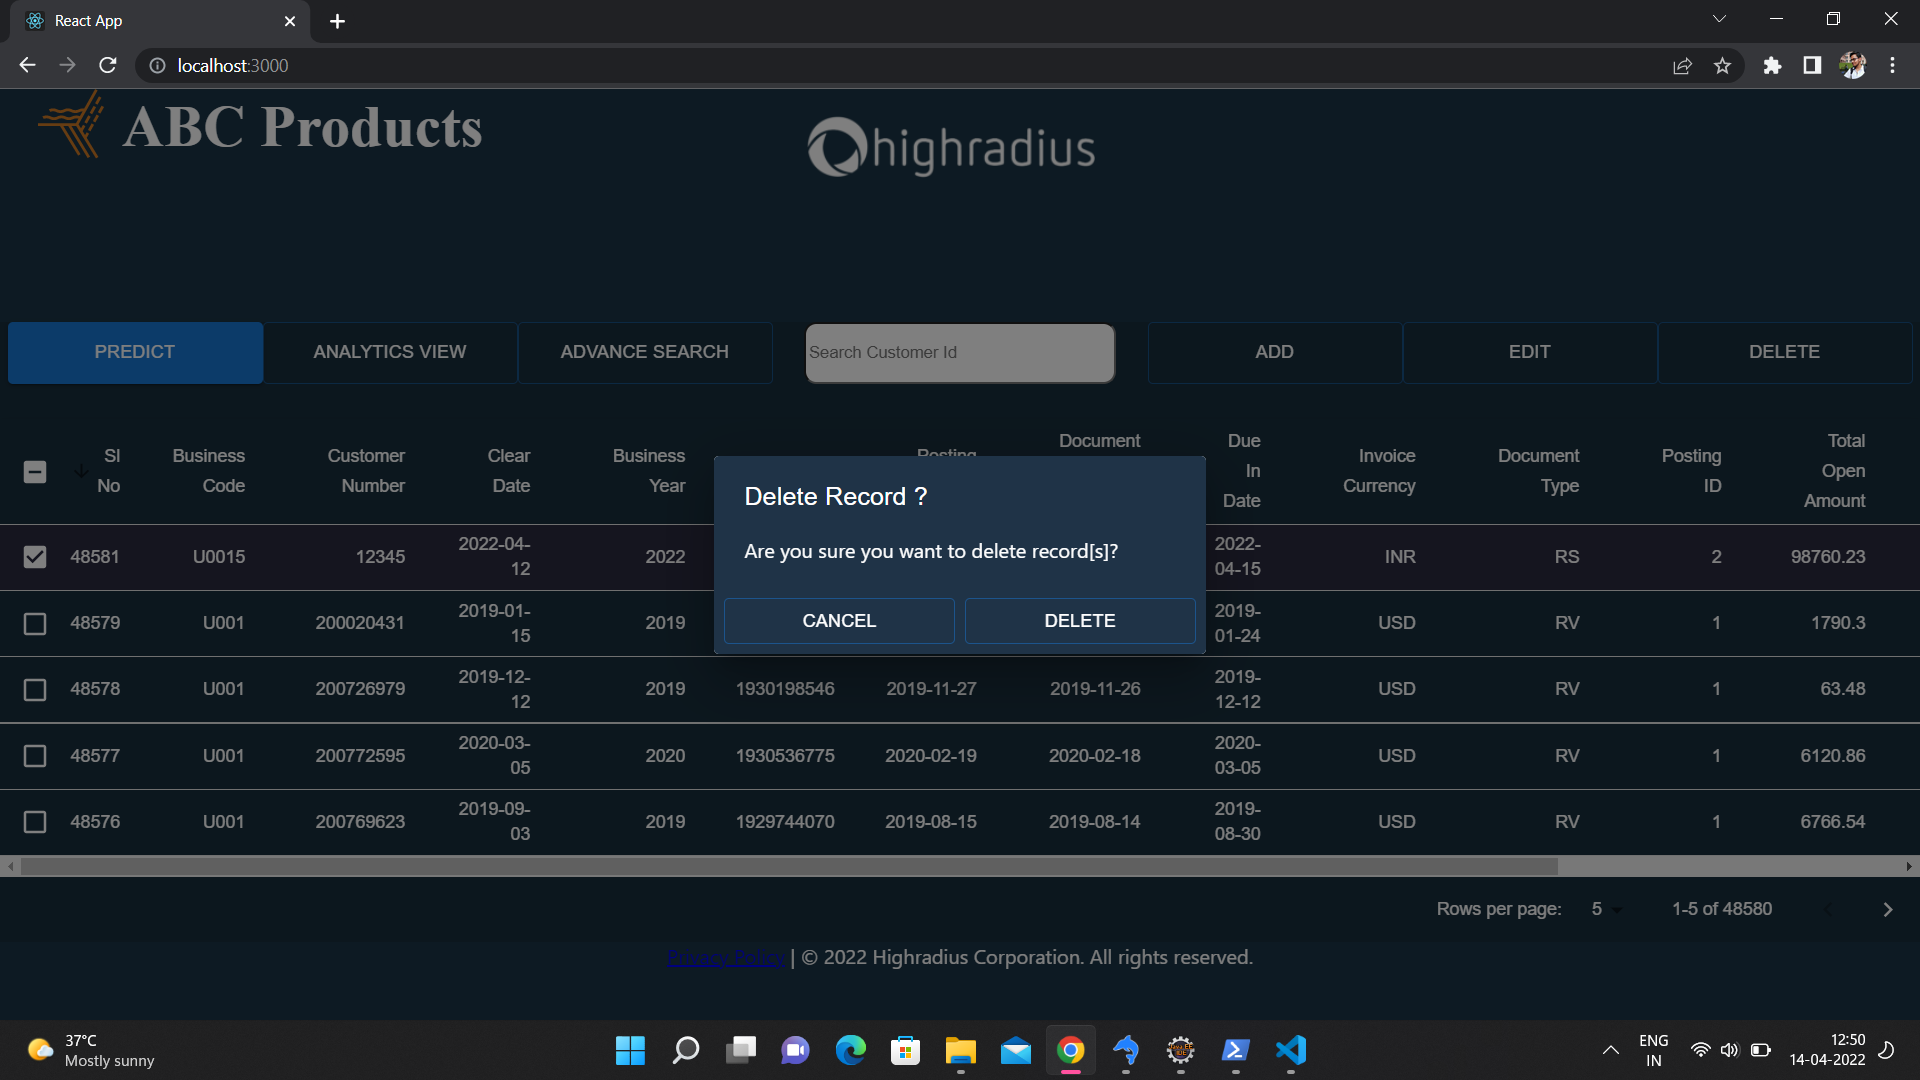 React App
localhost:3000
ABC Products
highradius
PREDICT
ANALYTICS VIEW
ADVANCE SEARCH
Search Customer Id
ADD
EDIT
DELETE
Sl No
Business Code
Customer Number
Clear Date
Business Year
Posting
Document
Due In Date
Invoice Currency
Document Type
Posting ID
Total Open Amount
48581 U0015 12345 2022-04-12 2022 2022-04-15 INR RS 2 98760.23
48579 U001 200020431 2019-01-15 2019 2019-01-24 USD RV 1 1790.3
48578 U001 200726979 2019-12-12 2019 1930198546 2019-11-27 2019-11-26 2019-12-12 USD RV 1 63.48
48577 U001 200772595 2020-03-05 2020 1930536775 2020-02-19 2020-02-18 2020-03-05 USD RV 1 6120.86
48576 U001 200769623 2019-09-03 2019 1929744070 2019-08-15 2019-08-14 2019-08-30 USD RV 1 6766.54
Delete Record ?
Are you sure you want to delete record[s]?
CANCEL
DELETE
Rows per page: 5 1-5 of 48580
Privacy Policy | © 2022 Highradius Corporation. All rights reserved.
37°C
Mostly sunny
ENG
IN
12:50
14-04-2022